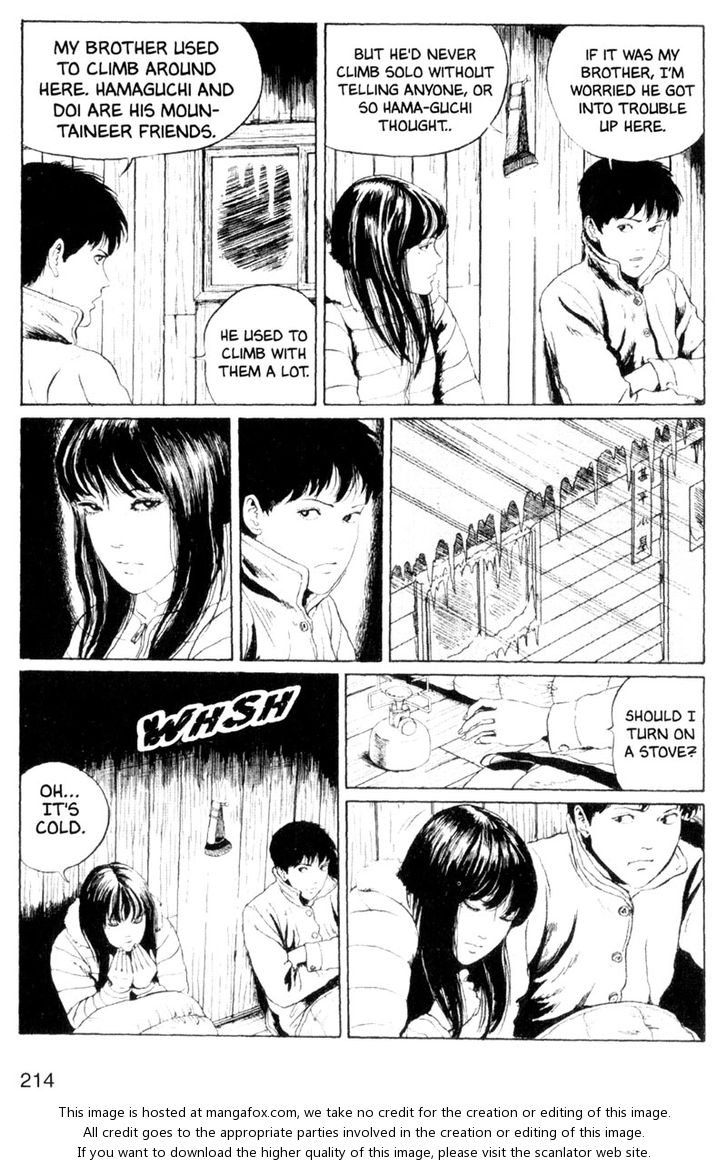 MY BROTHER USED
TO CLIMB AROUND
HERE. HAMAGUCHI AND
DOI ARE HIS MOUN-
TAINEER FRIENDS.
HE USED TO
CLIMB WITH
THEM A LOT.
BUT HE'D NEVER
CLIMB SOLO WITHOUT
TELLING ANYONE, OR
SO HAMA-GUCHI
THOUGHT..
IF IT WAS MY
BROTHER, I'M
WORRIED HE GOT
INTO TROUBLE
UP HERE.
WHSH
OH...
IT'S
COLD.
SHOULD I
TURN ON
A STOVE?
214
This image is hosted at mangafox.com, we take no credit for the creation or editing of this image.
All credit goes to the appropriate parties involved in the creation or editing of this image.
If you want to download the higher quality of this image, please visit the scanlator web site.